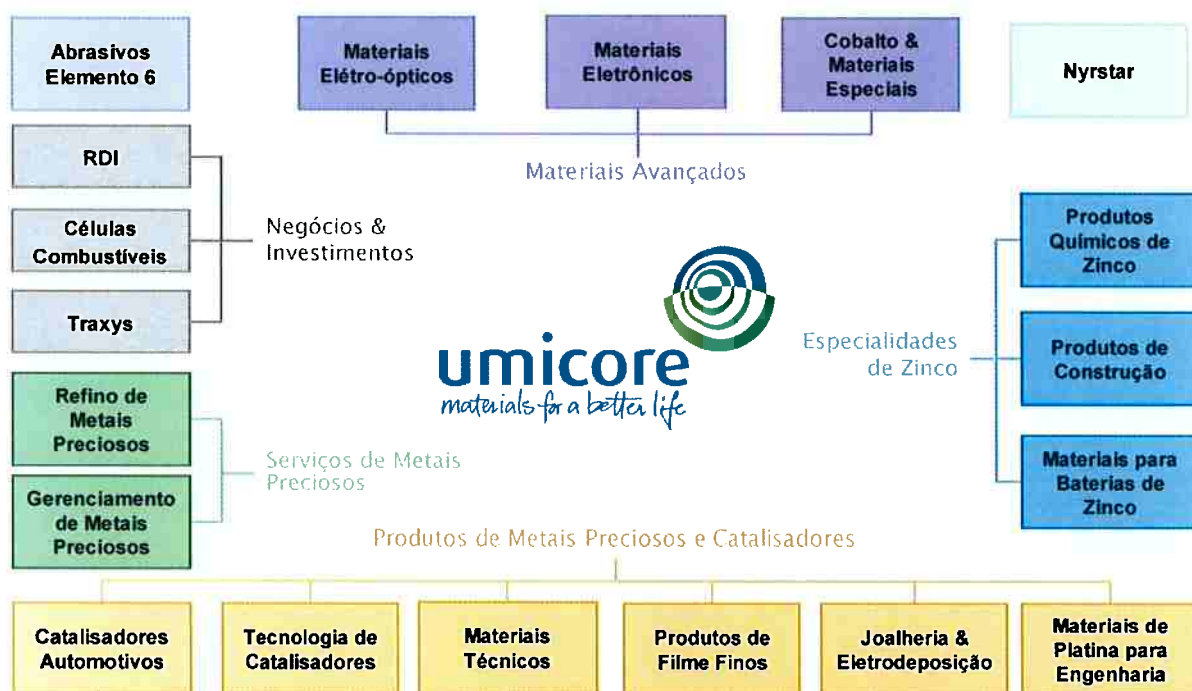 Abrasivos
Elemento 6
Materiais
Elétro-ópticos
Materiais
Eletrônicos
Cobalto &
Materiais
Especiais
Nyrstar
RDI
Materiais Avançados
Células
Combustíveis
Negócios &
Investimentos
Traxys
Produtos
Químicos de
Zinco
Especialidades
de Zinco
Produtos de
Construção
Materiais para
Baterias de
Zinco
umicore
materials for a better life
Refino de
Metais
Preciosos
Serviços de Metais
Preciosos
Gerenciamento
de Metais
Preciosos
Produtos de Metais Preciosos e Catalisadores
Catalisadores
Automotivos
Tecnologia de
Catalisadores
Materiais
Técnicos
Produtos de
Filme Finos
Joalheria &
Eletrodeposição
Materiais de
Platina para
Engenharia